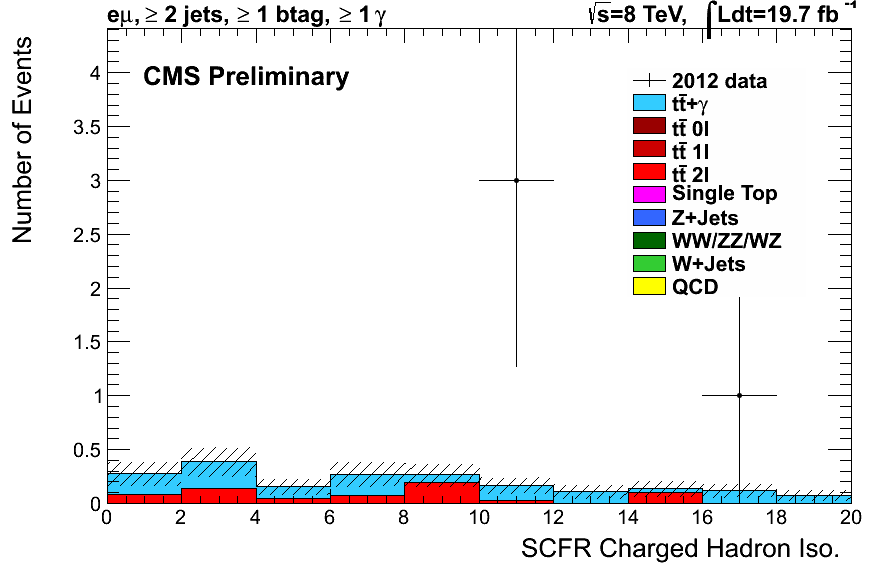 eμ, ≥ 2 jets, ≥ 1 btag, ≥ 1 γ
√s=8 TeV, ∫Ldt=19.7 fb⁻¹
CMS Preliminary
Number of Events
4
3.5
3
2.5
2
1.5
1
0.5
0
2012 data
tt̄+γ
tt̄ 0l
tt̄ 1l
tt̄ 2l
Single Top
Z+Jets
WW/ZZ/WZ
W+Jets
QCD
0 2 4 6 8 10 12 14 16 18 20
SCFR Charged Hadron Iso.